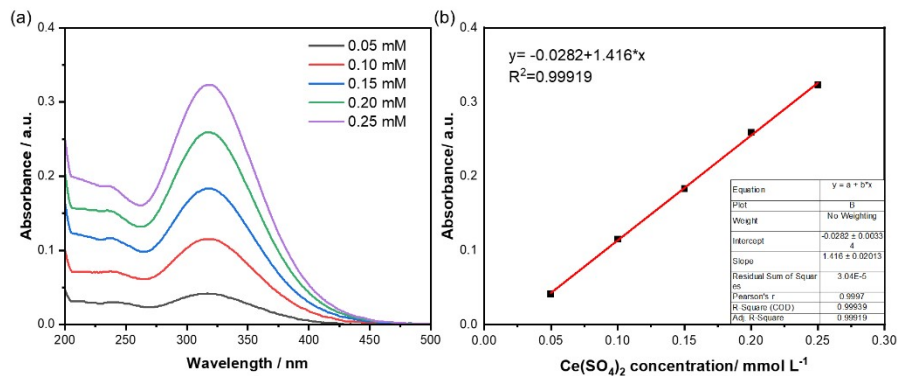 (a)
0.4
0.3
0.2
0.1
0.0
Absorbance / a.u.
0.05 mM
0.10 mM
0.15 mM
0.20 mM
0.25 mM
200
250
300
350
400
450
500
Wavelength / nm
(b)
0.4
0.3
0.2
0.1
0.0
Absorbance/ a.u.
y= -0.0282+1.416*x
R²=0.99919
Equation y = a + b*x
Plot B
Weight No Weighting
Intercept -0.0282 ± 0.0033
4
Slope 1.416 ± 0.02013
Residual Sum of Squar 3.04E-5
es
Pearson's r 0.9997
R-Square (COD) 0.99939
Adj. R-Square 0.99919
0.00
0.05
0.10
0.15
0.20
0.25
0.30
Ce(SO₄)₂ concentration/ mmol L⁻¹